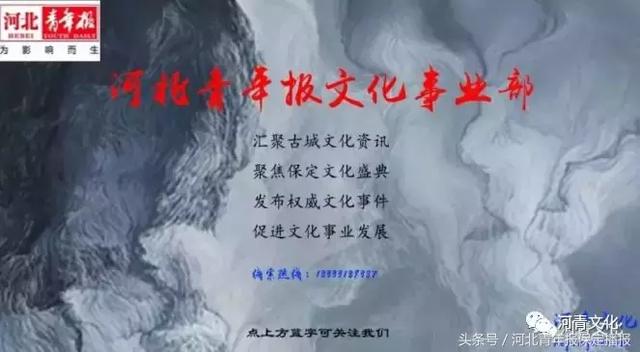 河北 青年报
HEBEI YOUTH DAILY
为影响而生
河北青年报文化事业部
汇聚古城文化资讯
聚焦保定文化盛典
发布权威文化事件
促进文化事业发展
线索热线：
点上方蓝字可关注我们
河青文化
头条号／河北青年报保定播报